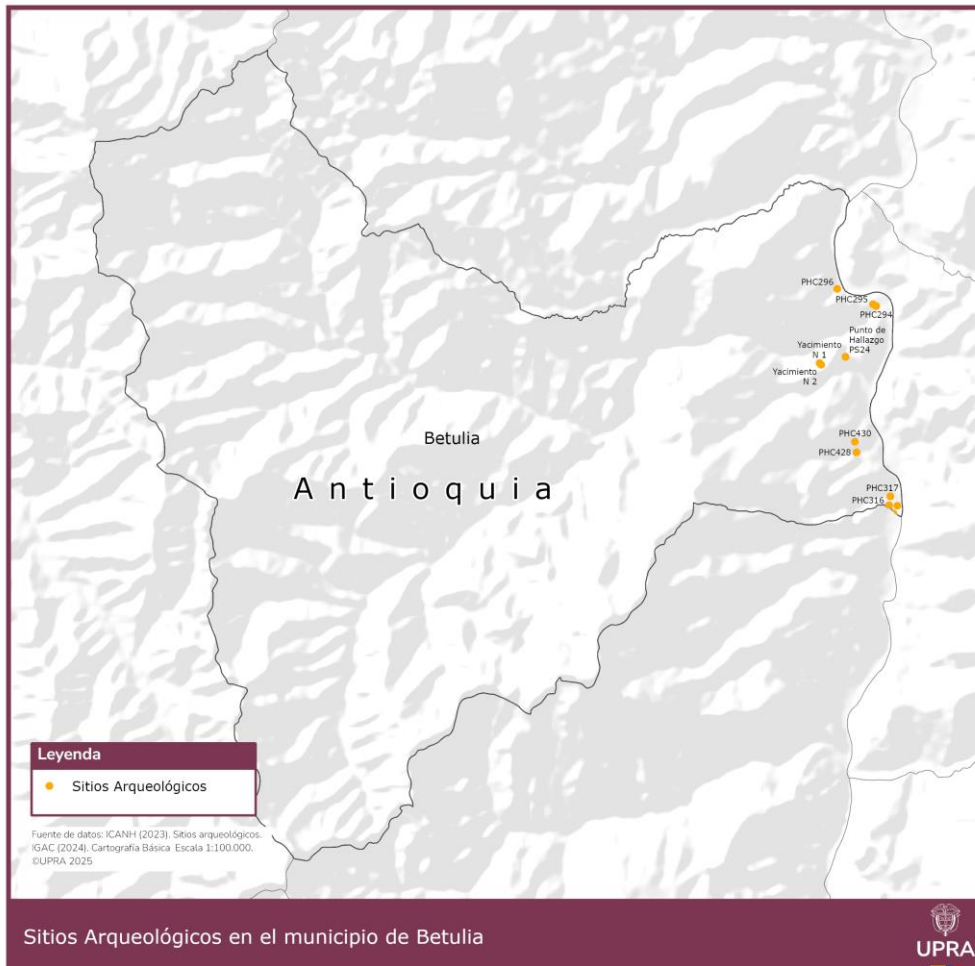 PHC296
PHC295
PHC294
Punto de
Hallazgo
PS24
Yacimiento
N 1
Yacimiento
N 2
Betulia
PHC430
PHC428
Antioquia
PHC317
PHC316
Leyenda
Sitios Arqueológicos
Fuente de datos: ICANH (2023). Sitios arqueológicos.
IGAC (2024). Cartografía Básica Escala 1:100.000.
©UPRA 2025
Sitios Arqueológicos en el municipio de Betulia
UPRA